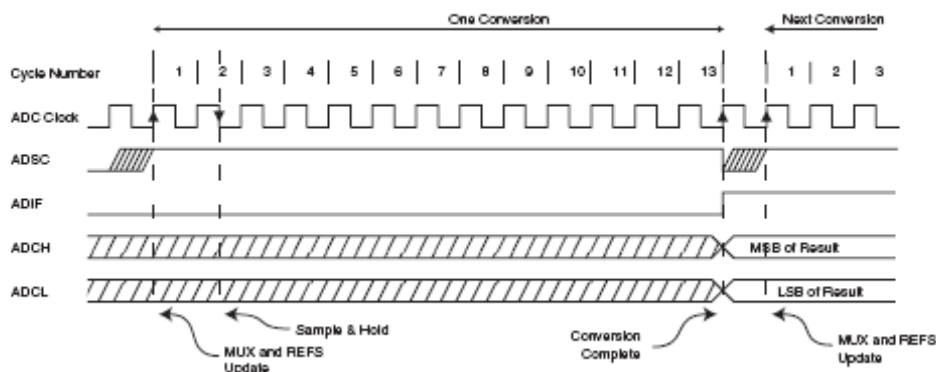 One Conversion
Next Conversion
Cycle Number 1 2 3 4 5 6 7 8 9 10 11 12 13 1 2 3
ADC Clock
ADSC
ADIF
ADCH
MSB of Result
ADCL
LSB of Result
Sample & Hold
MUX and REFS
Update
Conversion
Complete
MUX and REFS
Update